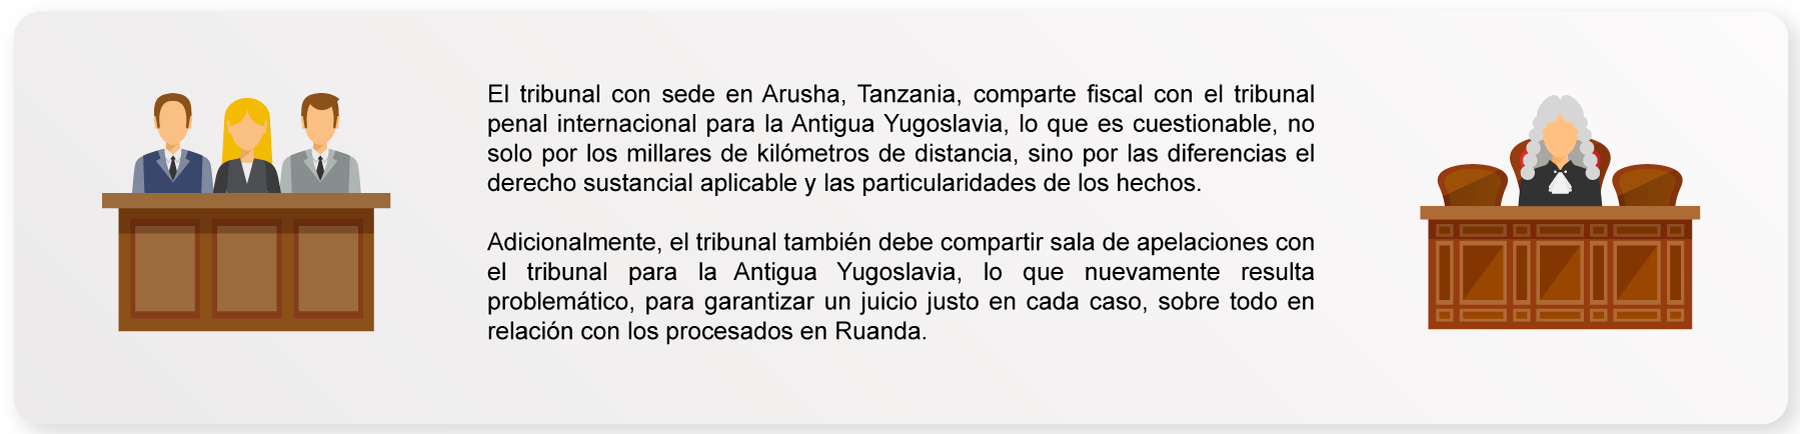 El tribunal con sede en Arusha, Tanzania, comparte fiscal con el tribunal
penal internacional para la Antigua Yugoslavia, lo que es cuestionable, no
solo por los millares de kilómetros de distancia, sino por las diferencias el
derecho sustancial aplicable y las particularidades de los hechos.
Adicionalmente, el tribunal también debe compartir sala de apelaciones con
el tribunal para la Antigua Yugoslavia, lo que nuevamente resulta
problemático, para garantizar un juicio justo en cada caso, sobre todo en
relación con los procesados en Ruanda.